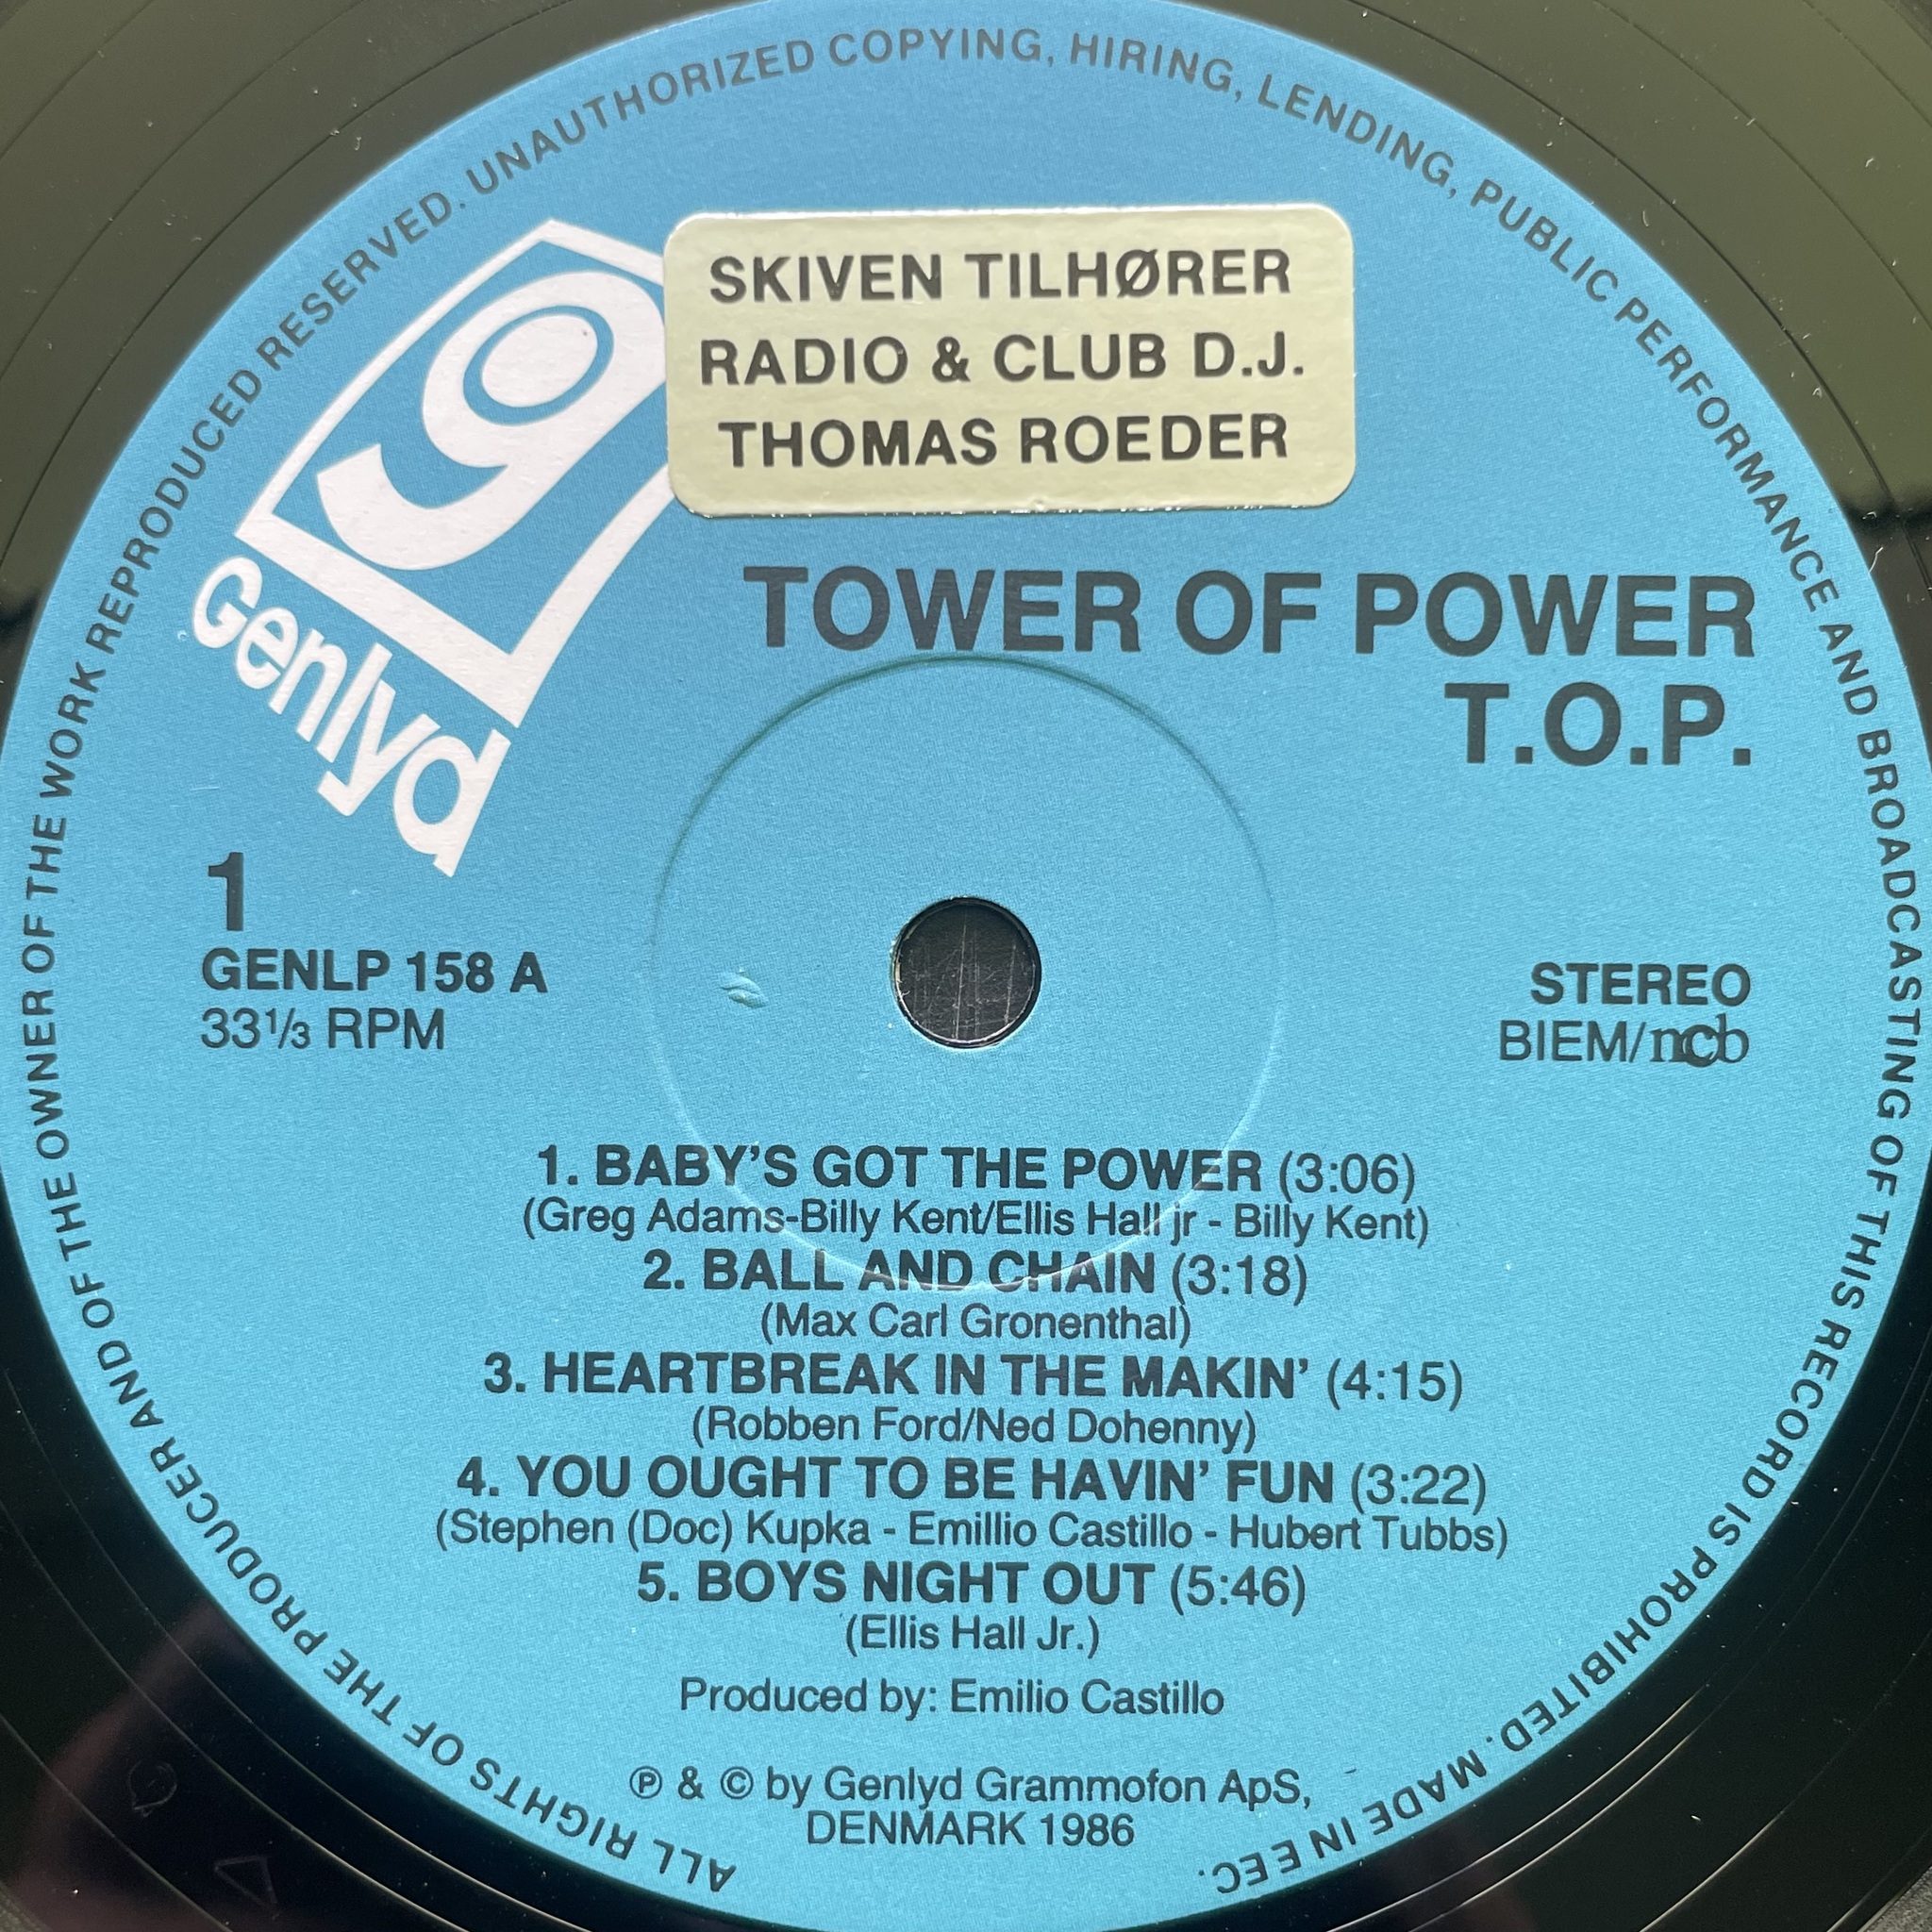 ALL RIGHTS OF THE PRODUCER AND OF THE OWNER OF THE WORK REPRODUCED RESERVED. UNAUTHORIZED COPYING, HIRING, LENDING, PUBLIC PERFORMANCE AND BROADCASTING OF THIS RECORD IS PROHIBITED. MADE IN EEC.
SKIVEN TILHØRER
RADIO & CLUB D.J.
THOMAS ROEDER
g
Genlyd
TOWER OF POWER
T.O.P.
1
GENLP 158 A
33⅓ RPM
STEREO
BIEM/ncb
1. BABY'S GOT THE POWER (3:06)
(Greg Adams-Billy Kent/Ellis Hall jr - Billy Kent)
2. BALL AND CHAIN (3:18)
(Max Carl Gronenthal)
3. HEARTBREAK IN THE MAKIN' (4:15)
(Robben Ford/Ned Dohenny)
4. YOU OUGHT TO BE HAVIN' FUN (3:22)
(Stephen (Doc) Kupka - Emillio Castillo - Hubert Tubbs)
5. BOYS NIGHT OUT (5:46)
(Ellis Hall Jr.)
Produced by: Emilio Castillo
℗ & © by Genlyd Grammofon ApS,
DENMARK 1986